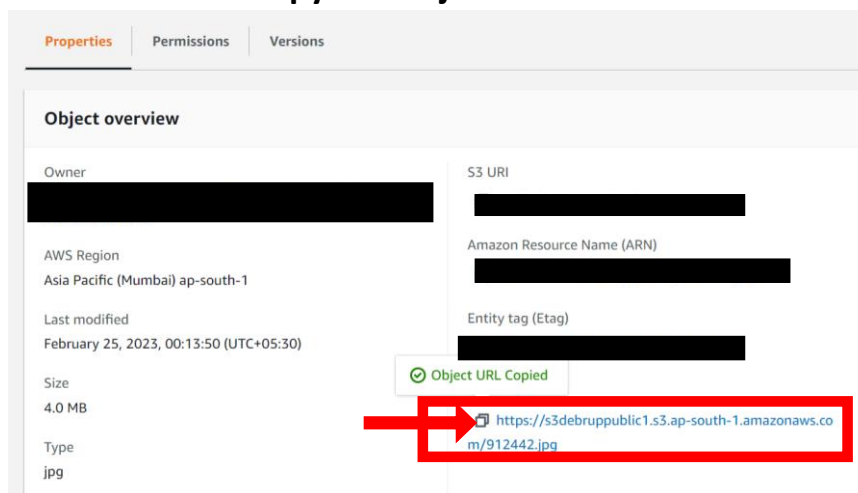 Properties
Permissions
Versions
Object overview
Owner
AWS Region
Asia Pacific (Mumbai) ap-south-1
Last modified
February 25, 2023, 00:13:50 (UTC+05:30)
Size
4.0 MB
Type
jpg
S3 URI
Amazon Resource Name (ARN)
Entity tag (Etag)
Object URL Copied
https://s3debruppublic1.s3.ap-south-1.amazonaws.co
m/912442.jpg